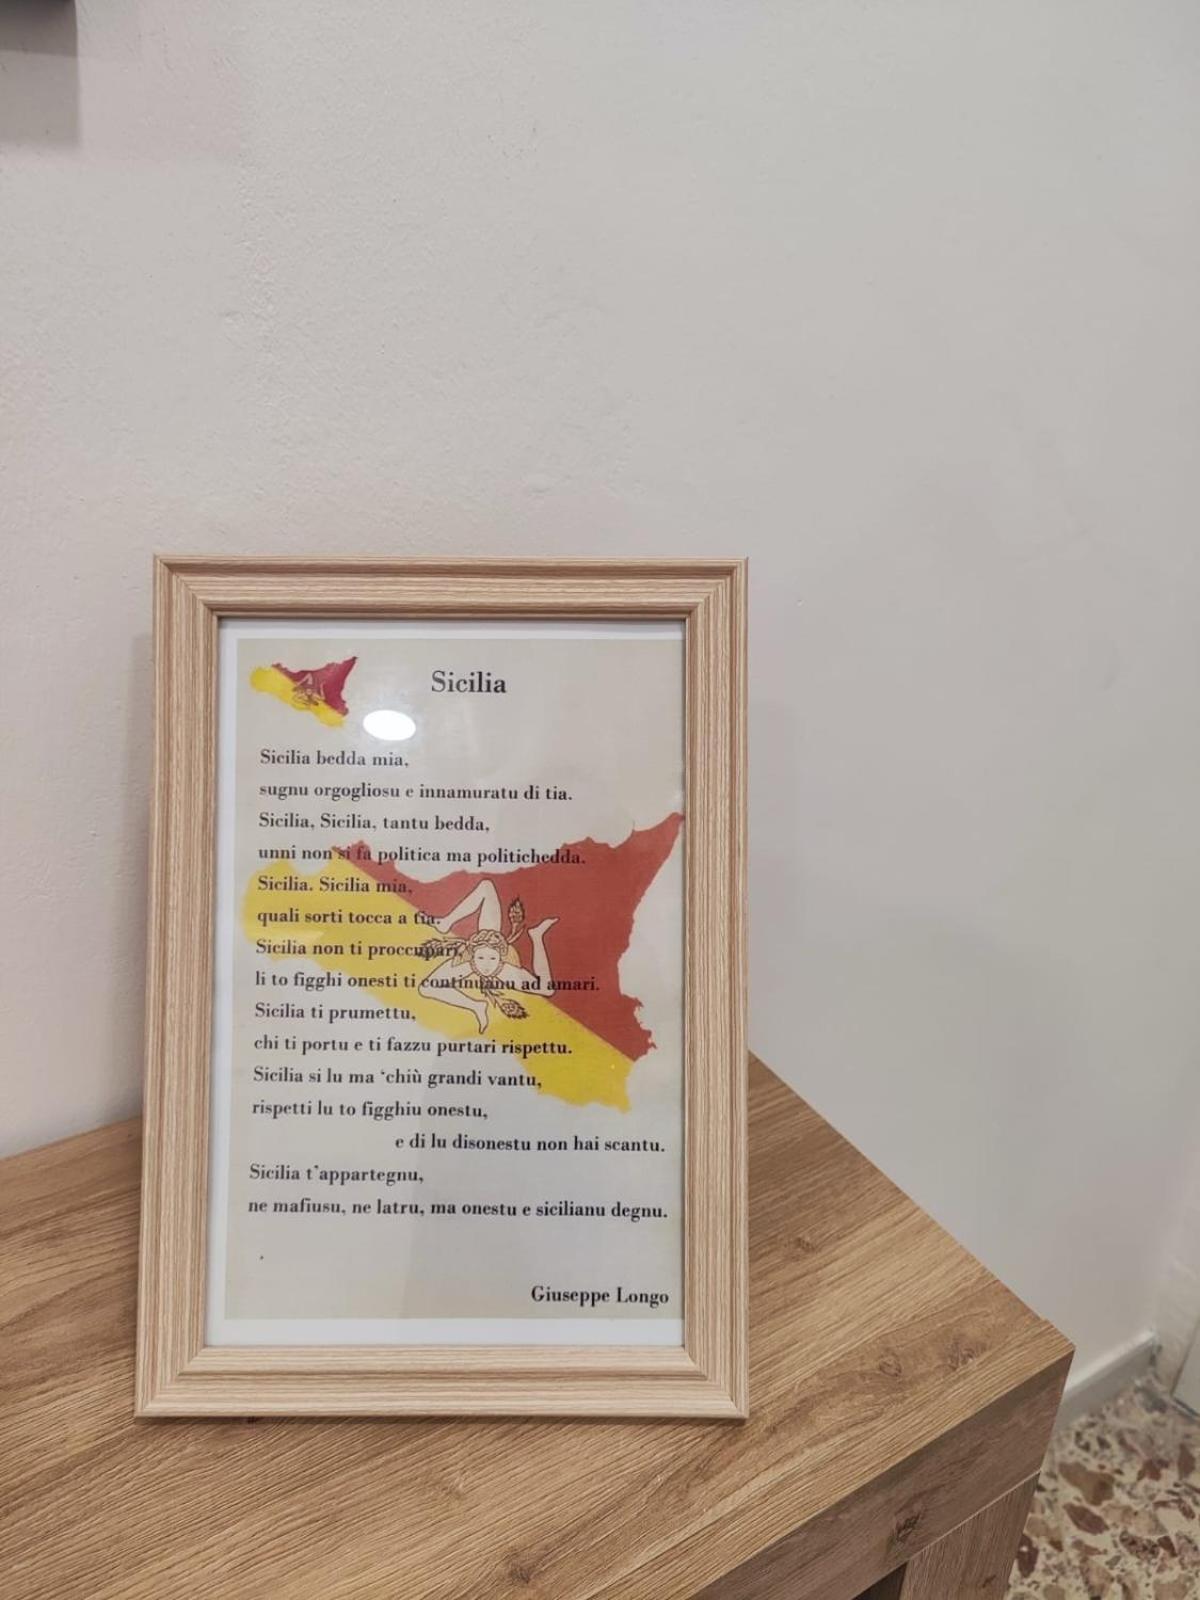 Sicilia
Sicilia bedda mia,
sugnu orgogliosu e innamuratu di tia.
Sicilia, Sicilia, tantu bedda,
unni non si fa politica ma politichedda.
Sicilia. Sicilia mia,
quali sorti tocca a tia.
Sicilia non ti proccupari,
li to figghi onesti ti continuanu ad amari.
Sicilia ti prumettu,
chi ti portu e ti fazzu purtari rispettu.
Sicilia si lu ma ‘chiù grandi vantu,
rispetti lu to figghiu onestu,
e di lu disonestu non hai scantu.
Sicilia t’appartegnu,
ne mafiusu, ne latru, ma onestu e sicilianu degnu.
.
Giuseppe Longo